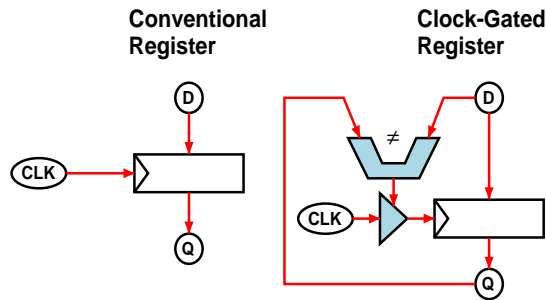 Conventional
Register
D
CLK
Q
Clock-Gated
Register
D
≠
CLK
Q